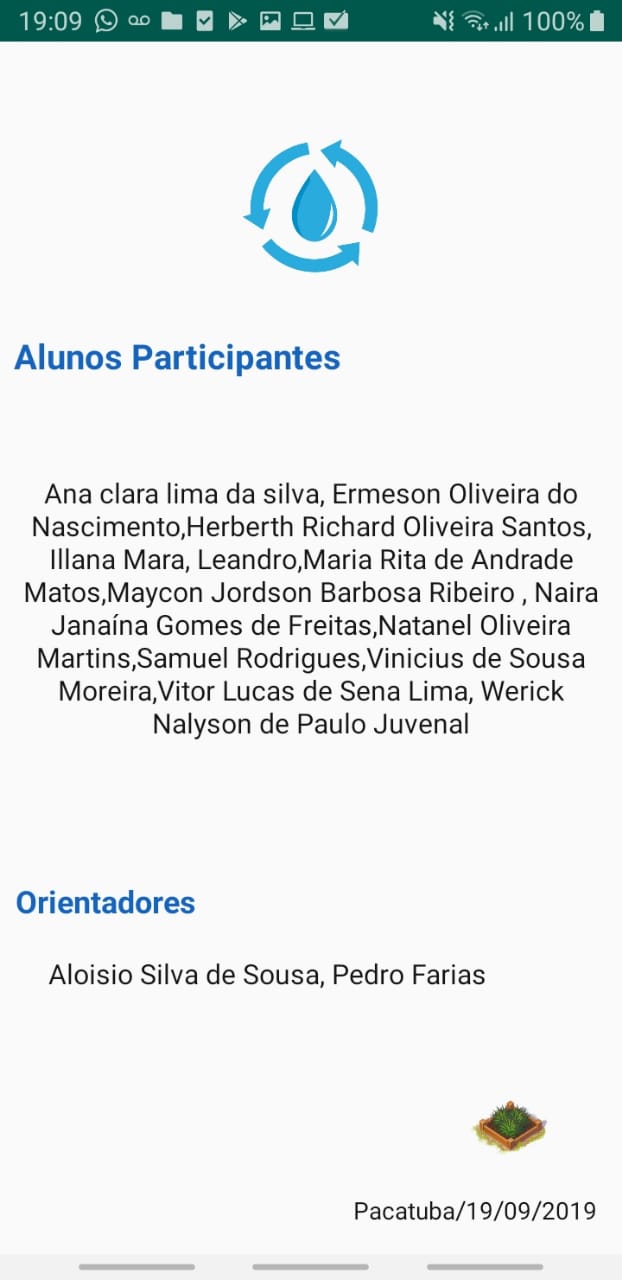 19:09 100%
Alunos Participantes
Ana clara lima da silva, Ermeson Oliveira do
Nascimento,Herberth Richard Oliveira Santos,
Illana Mara, Leandro,Maria Rita de Andrade
Matos,Maycon Jordson Barbosa Ribeiro , Naira
Janaína Gomes de Freitas,Natanel Oliveira
Martins,Samuel Rodrigues,Vinicius de Sousa
Moreira,Vitor Lucas de Sena Lima, Werick
Nalyson de Paulo Juvenal
Orientadores
Aloisio Silva de Sousa, Pedro Farias
Pacatuba/19/09/2019